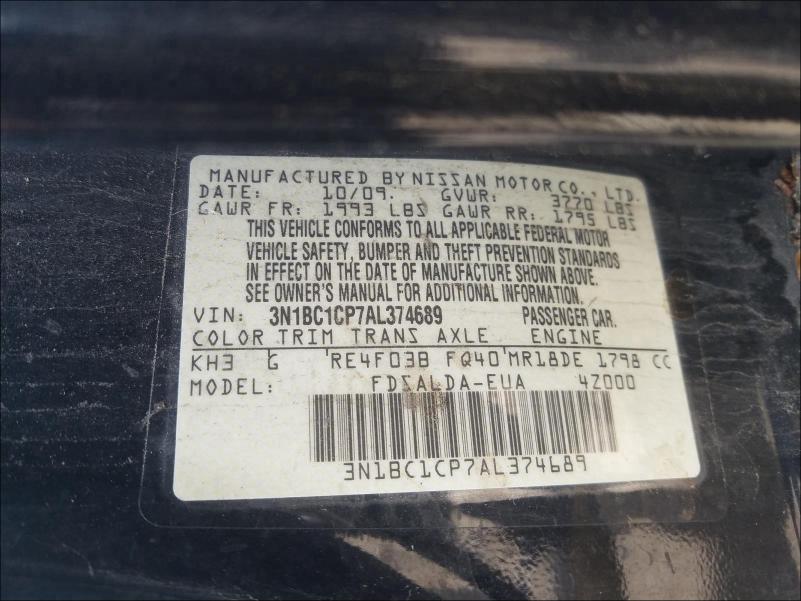 MANUFACTURED BY NISSAN MOTOR CO., LTD.
DATE: 10/09. GVWR: 3770 LBS
GAWR FR: 1993 LBS GAWR RR: 1795 LBS
THIS VEHICLE CONFORMS TO ALL APPLICABLE FEDERAL MOTOR
VEHICLE SAFETY, BUMPER AND THEFT PREVENTION STANDARDS
IN EFFECT ON THE DATE OF MANUFACTURE SHOWN ABOVE.
SEE OWNER'S MANUAL FOR ADDITIONAL INFORMATION.
VIN: 3N1BC1CP7AL374689 PASSENGER CAR.
COLOR TRIM TRANS AXLE ENGINE
KH3 G RE4F03B FQ40 MR18DE 1798 CC
MODEL: FDSALDA-EUA 4Z000
3N1BC1CP7AL374689